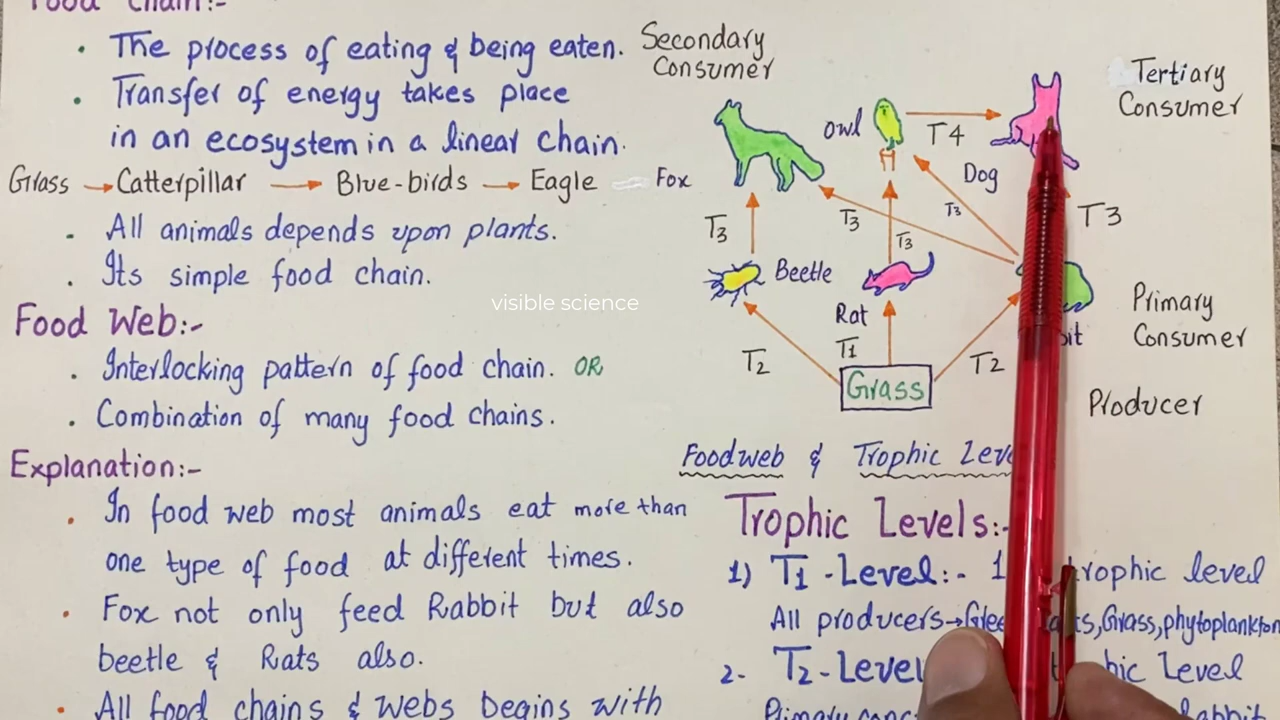 Food Chain:-
. The process of eating & being eaten.
. Transfer of energy takes place
in an ecosystem in a linear chain.
Grass → Catterpillar → Blue-birds → Eagle
. All animals depends upon plants.
. Its simple food chain.
Food Web:-
. Interlocking pattern of food chain. OR
. Combination of many food chains.
Explanation:-
. In food web most animals eat more than
one type of food at different times.
. Fox not only feed Rabbit but also
beetle & Rats also.
. All food chains & webs begins with
Secondary
Consumer
Tertiary
Consumer
owl
T4
Dog
Fox
T3
T3
T3
T3
T3
Beetle
Rat
Primary
Consumer
T2
T1
T2
Grass
Producer
Foodweb & Trophic
Trophic Levels:-
1) T1 - Level:- trophic level
All producers → ,Grass,phytoplankton
2- T2- Level
Level
Primary
visible science